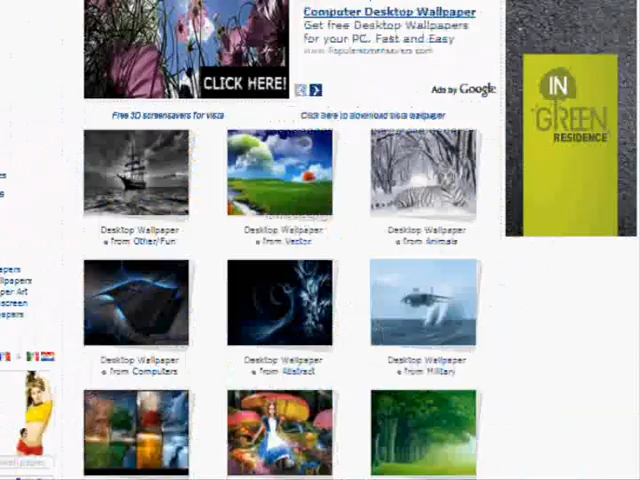 Computer Desktop Wallpaper
Get free Desktop Wallpapers
for your PC. Fast and Easy
CLICK HERE!
Ads by Google
Free 3D screensavers for vista
Click here to download vista wallpaper
IN
GREEN
RESIDENCE
Desktop Wallpaper
from Other/Fun
Desktop Wallpaper
from Vector
Desktop Wallpaper
from Animals
Desktop Wallpaper
from Computers
Desktop Wallpaper
from Abstract
Desktop Wallpaper
from Military